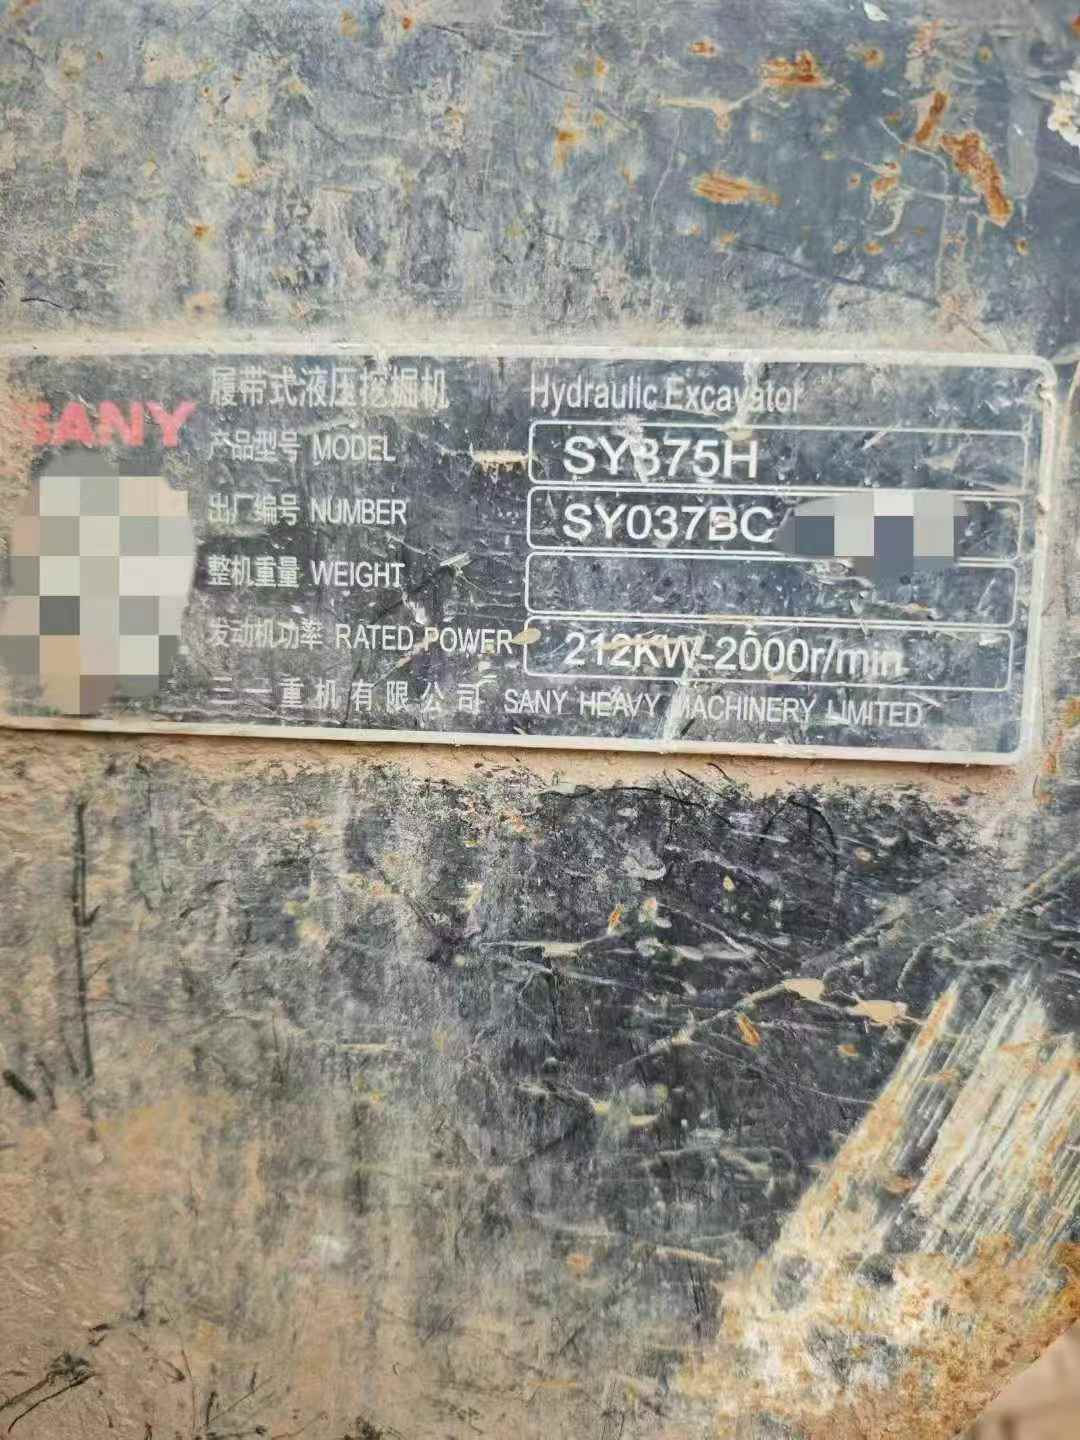 SANY
履带式液压挖掘机 Hydraulic Excavator
产品型号 MODEL SY375H
出厂编号 NUMBER SY037BC
整机重量 WEIGHT
发动机功率 RATED POWER 212KW-2000r/min
三一重机有限公司 SANY HEAVY MACHINERY LIMITED